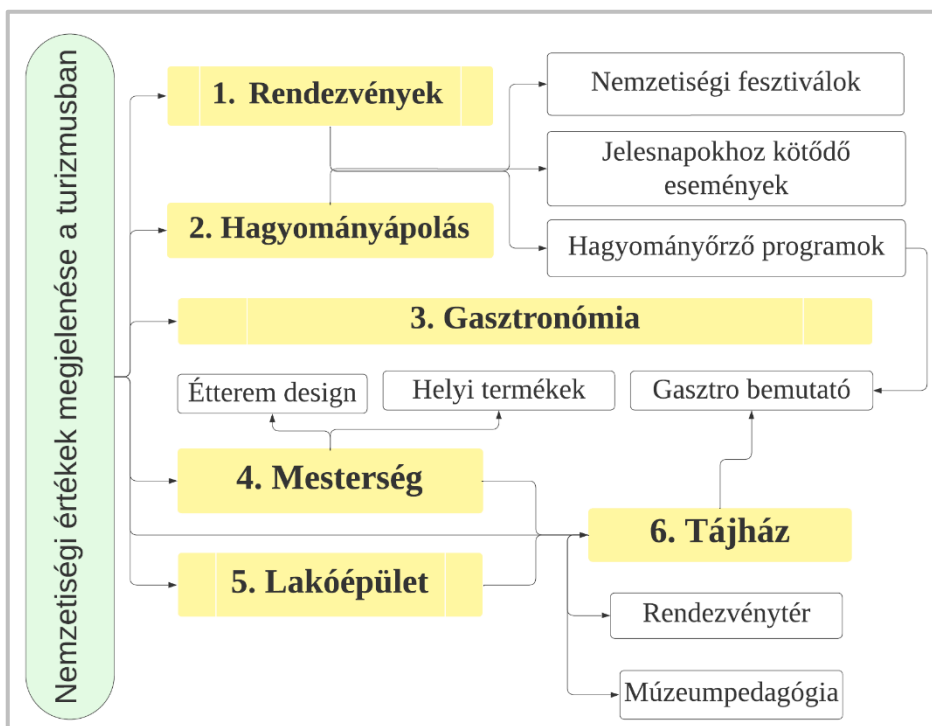 Nemzetiségi értékek megjelenése a turizmusban
1. Rendezvények
Nemzetiségi fesztiválok
Jelesnapokhoz kötődő
események
2. Hagyományápolás
Hagyományőrző programok
3. Gasztronómia
Étterem design
Helyi termékek
Gasztro bemutató
4. Mesterség
6. Tájház
5. Lakóépület
Rendezvénytér
Múzeumpedagógia